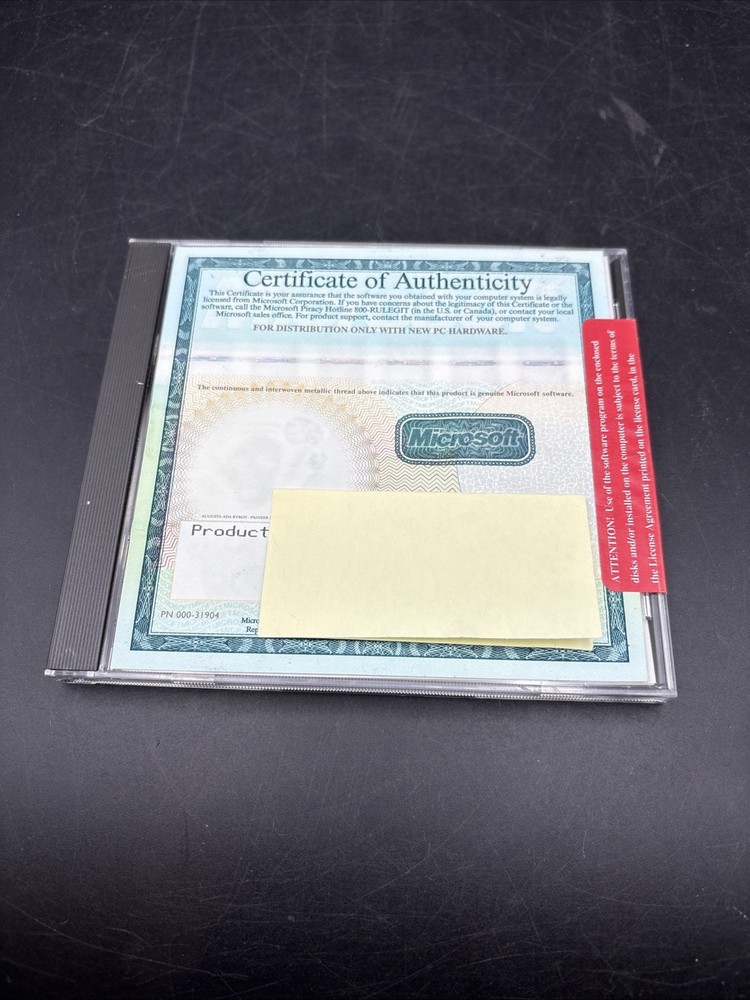 Certificate of Authenticity
This Certificate is your assurance that the software you obtained with your computer system is legally
licensed from Microsoft Corporation. If you have concerns about the legitimacy of this Certificate or the
software, call the Microsoft Piracy Hotline 800-RULEGIT (in the U.S. or Canada), or contact your local
Microsoft sales office. For product support, contact the manufacturer of your computer system.
FOR DISTRIBUTION ONLY WITH NEW PC HARDWARE.
The continuous and interwoven metallic thread above indicates that this product is genuine Microsoft software.
Microsoft
AUGUSTA ADA BYRON - PIONEER
Product
PN 000-31904
ATTENTION! Use of the software program on the enclosed
disks and/or installed on the computer is subject to the terms of
the License Agreement printed on the license card, in the